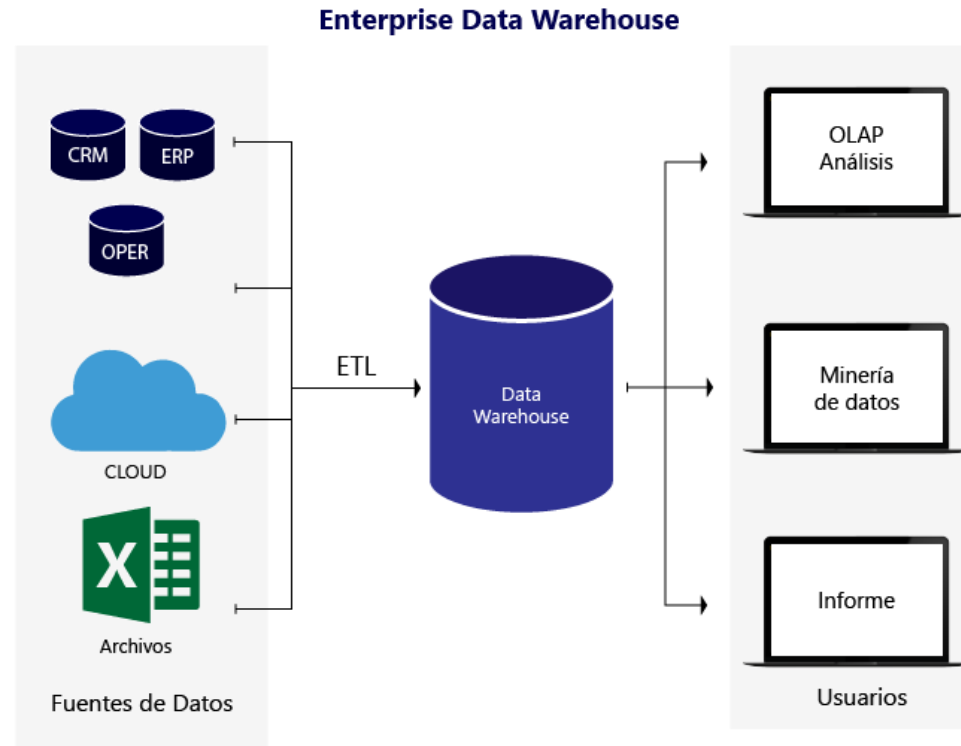 Enterprise Data Warehouse
CRM
ERP
OPER
CLOUD
X
Archivos
Fuentes de Datos
ETL
Data
Warehouse
OLAP
Análisis
Minería
de datos
Informe
Usuarios